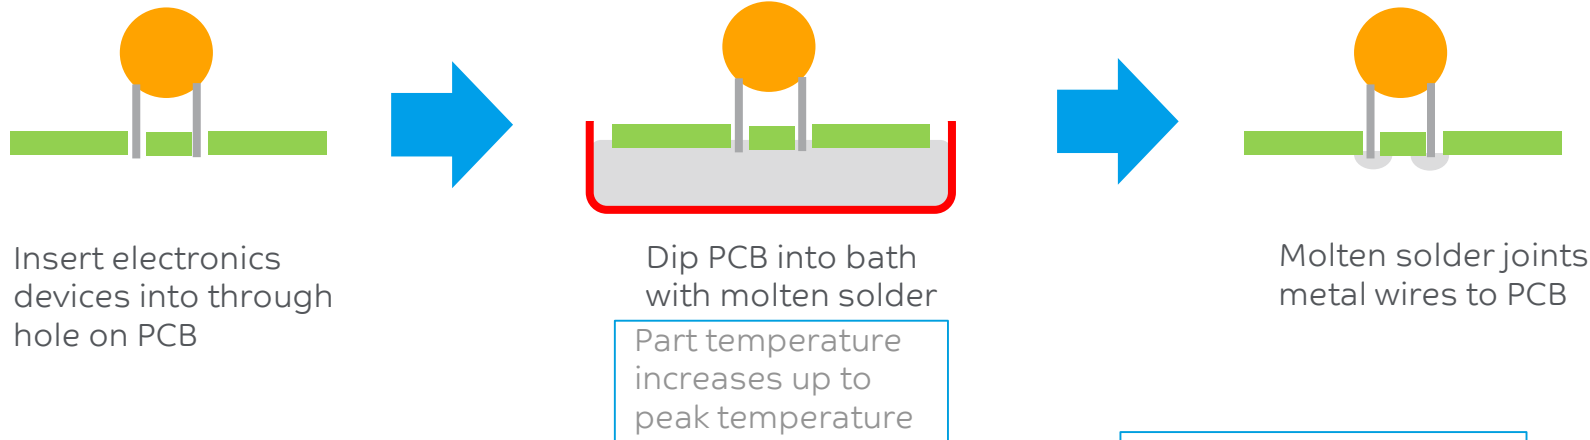 Insert electronics
devices into through
hole on PCB
Dip PCB into bath
with molten solder
Part temperature
increases up to
peak temperature
Molten solder joints
metal wires to PCB